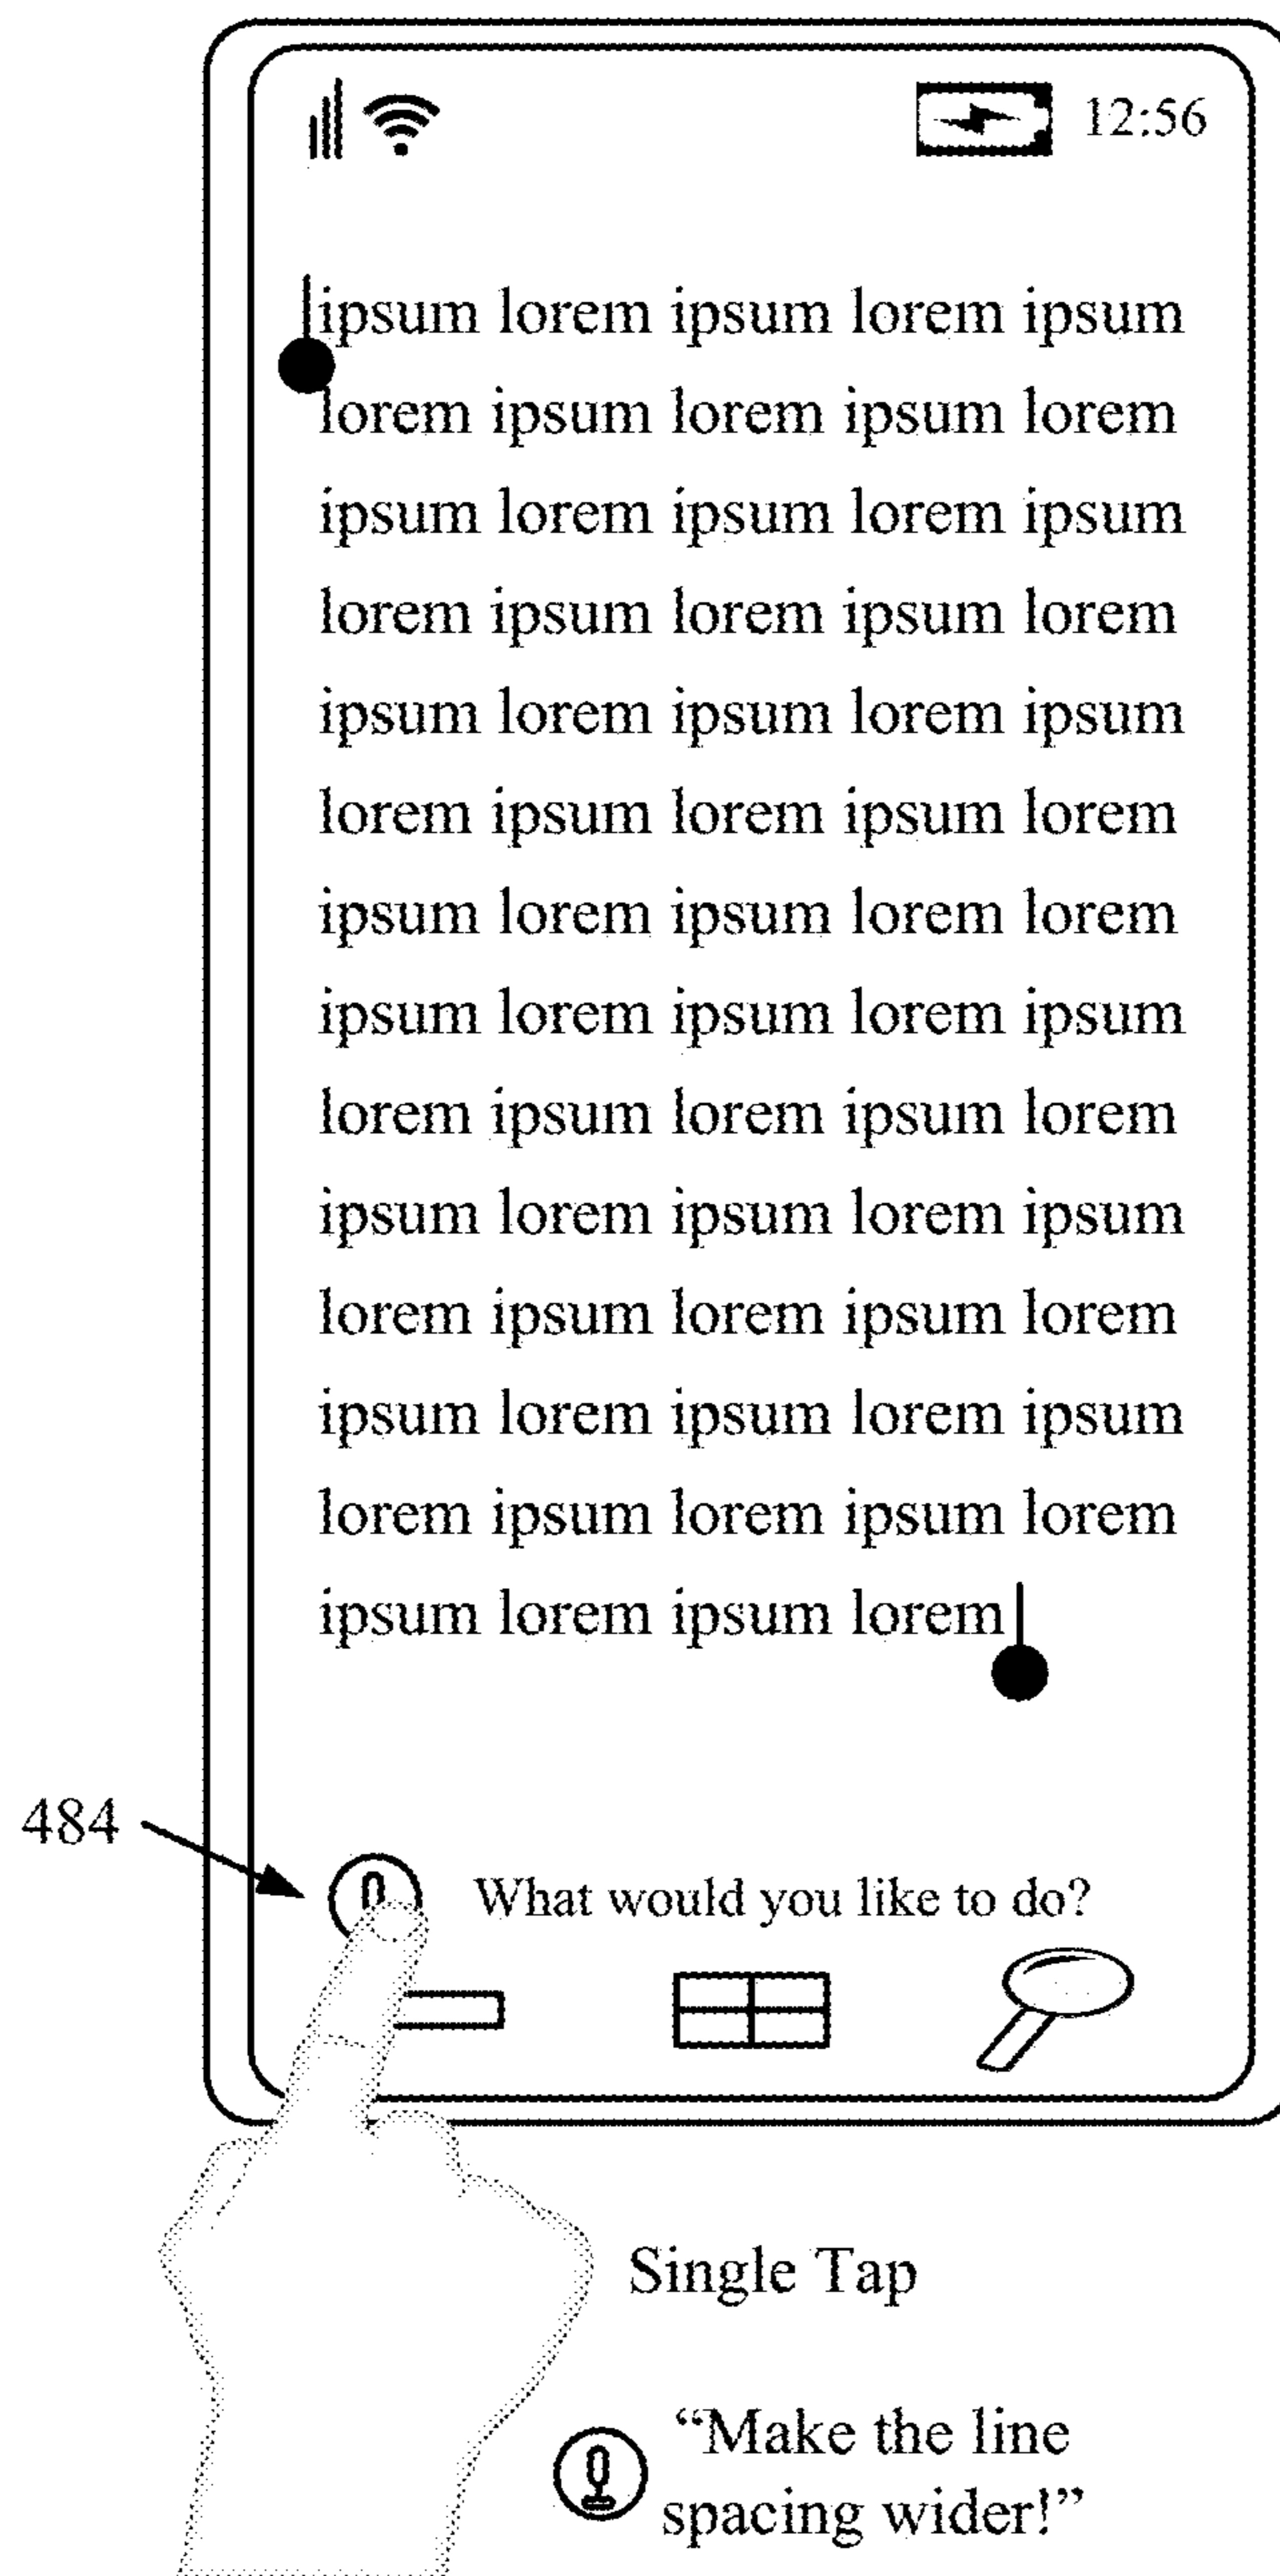 12:56
ipsum lorem ipsum lorem ipsum
lorem ipsum lorem ipsum lorem
ipsum lorem ipsum lorem ipsum
lorem ipsum lorem ipsum lorem
ipsum lorem ipsum lorem ipsum
lorem ipsum lorem ipsum lorem
ipsum lorem ipsum lorem lorem
ipsum lorem ipsum lorem ipsum
lorem ipsum lorem ipsum lorem
ipsum lorem ipsum lorem ipsum
lorem ipsum lorem ipsum lorem
ipsum lorem ipsum lorem ipsum
lorem ipsum lorem ipsum lorem
ipsum lorem ipsum lorem
484
What would you like to do?
Single Tap
“Make the line
spacing wider!”